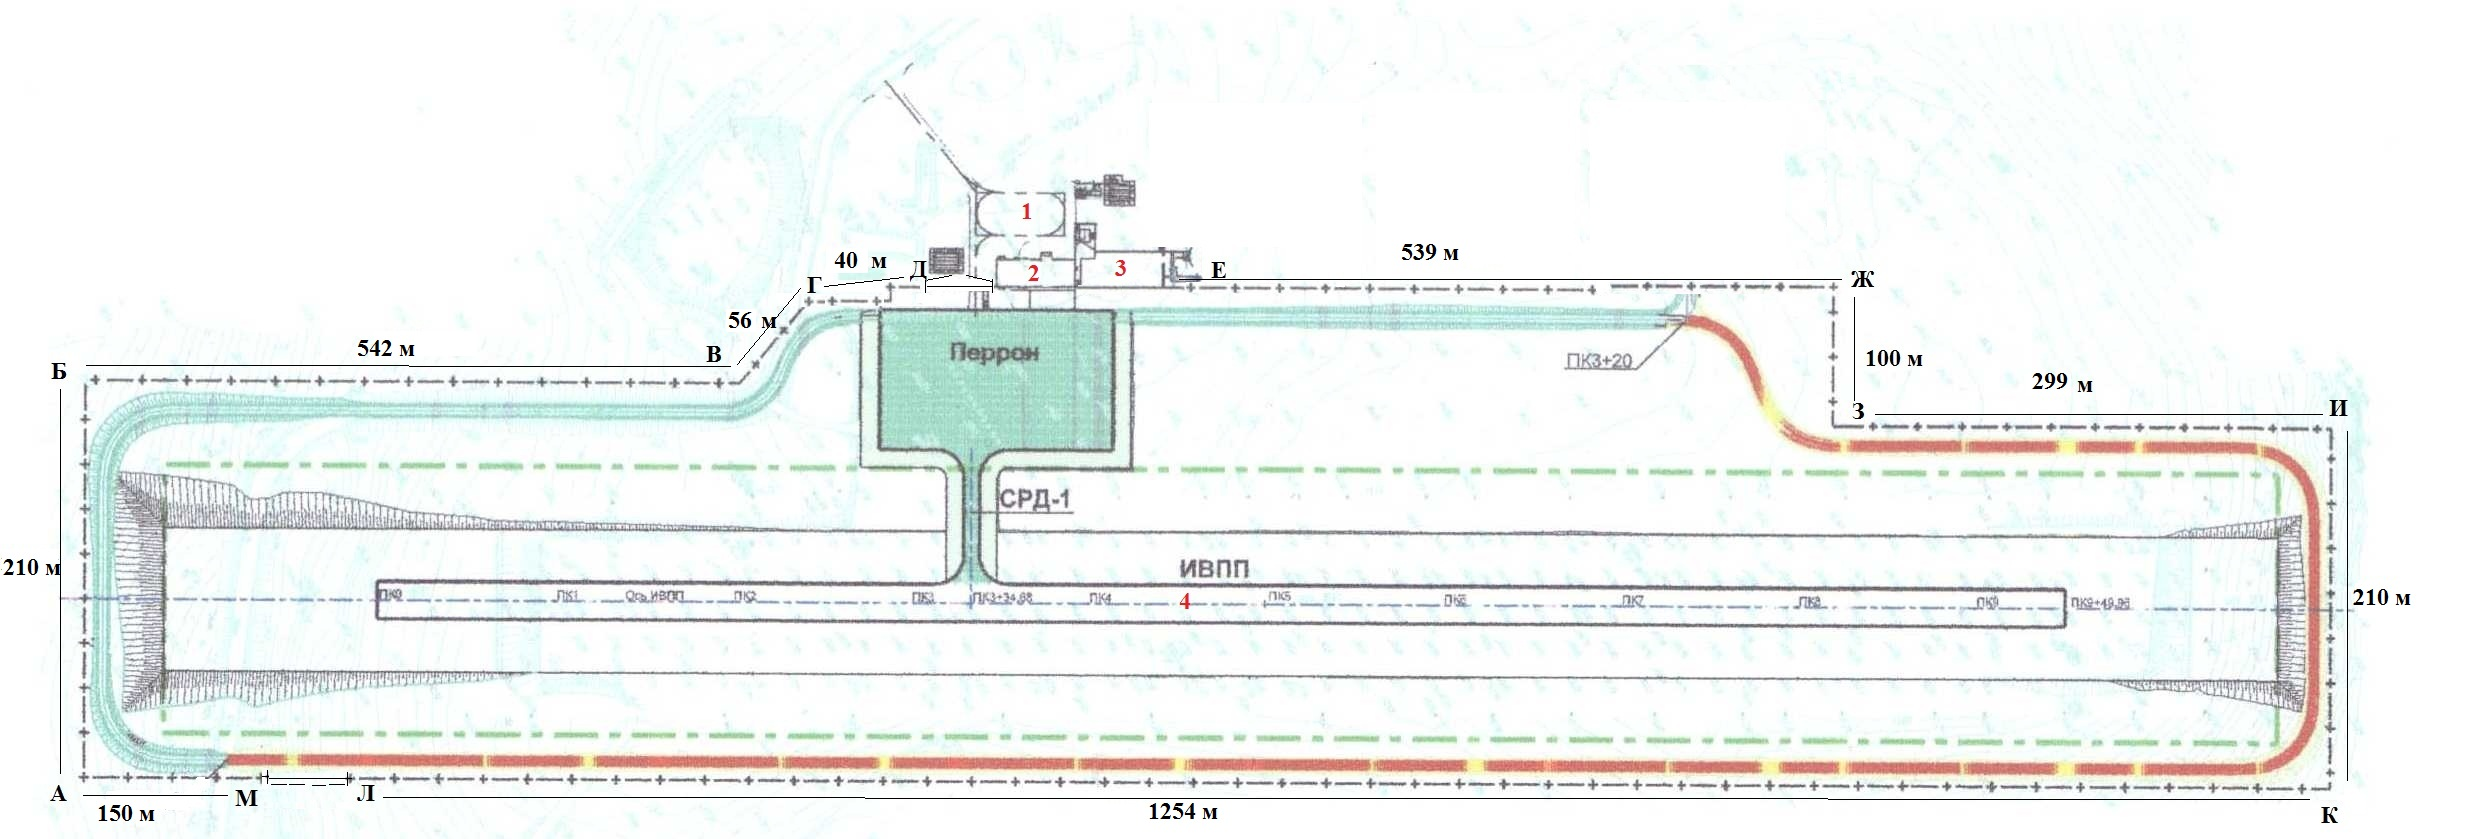 1
539 м
40 м
Д
2
3
Е
Г
Ж
56 м
542 м
В
Перрон
ПК3+20
100 м
Б
299 м
З
И
СРД-1
210 м
ИВПП
ПК0
ПК1
Ось ИВПП
ПК2
ПК3
ПК3+34,68
ПК4
4
ПК5
ПК6
ПК7
ПК8
ПК9
ПК9+49,96
210 м
А
М
Л
150 м
1254 м
К